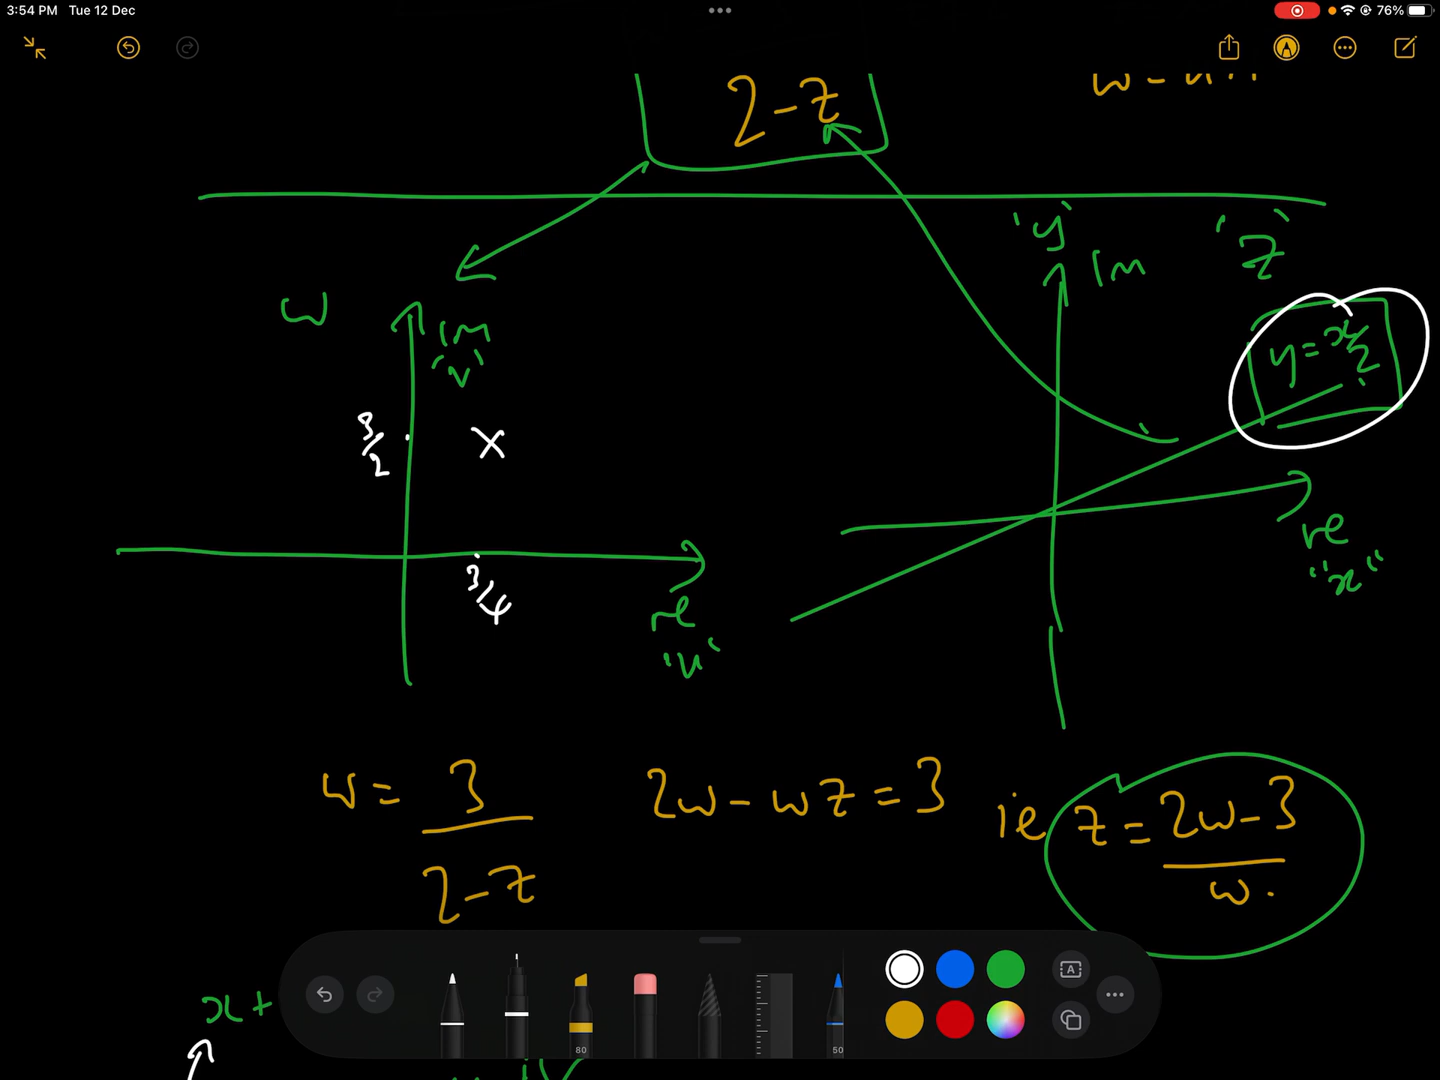 3:54 PM Tue 12 Dec
76%
2-z
'y'
Im
'z'
w
Im
'v'
y = x/2
3/2
x
3/4
re
"x"
re
'u'
w = 3/(2-z)
2w - wz = 3
ie z = (2w-3)/w.
x +
80
A
50